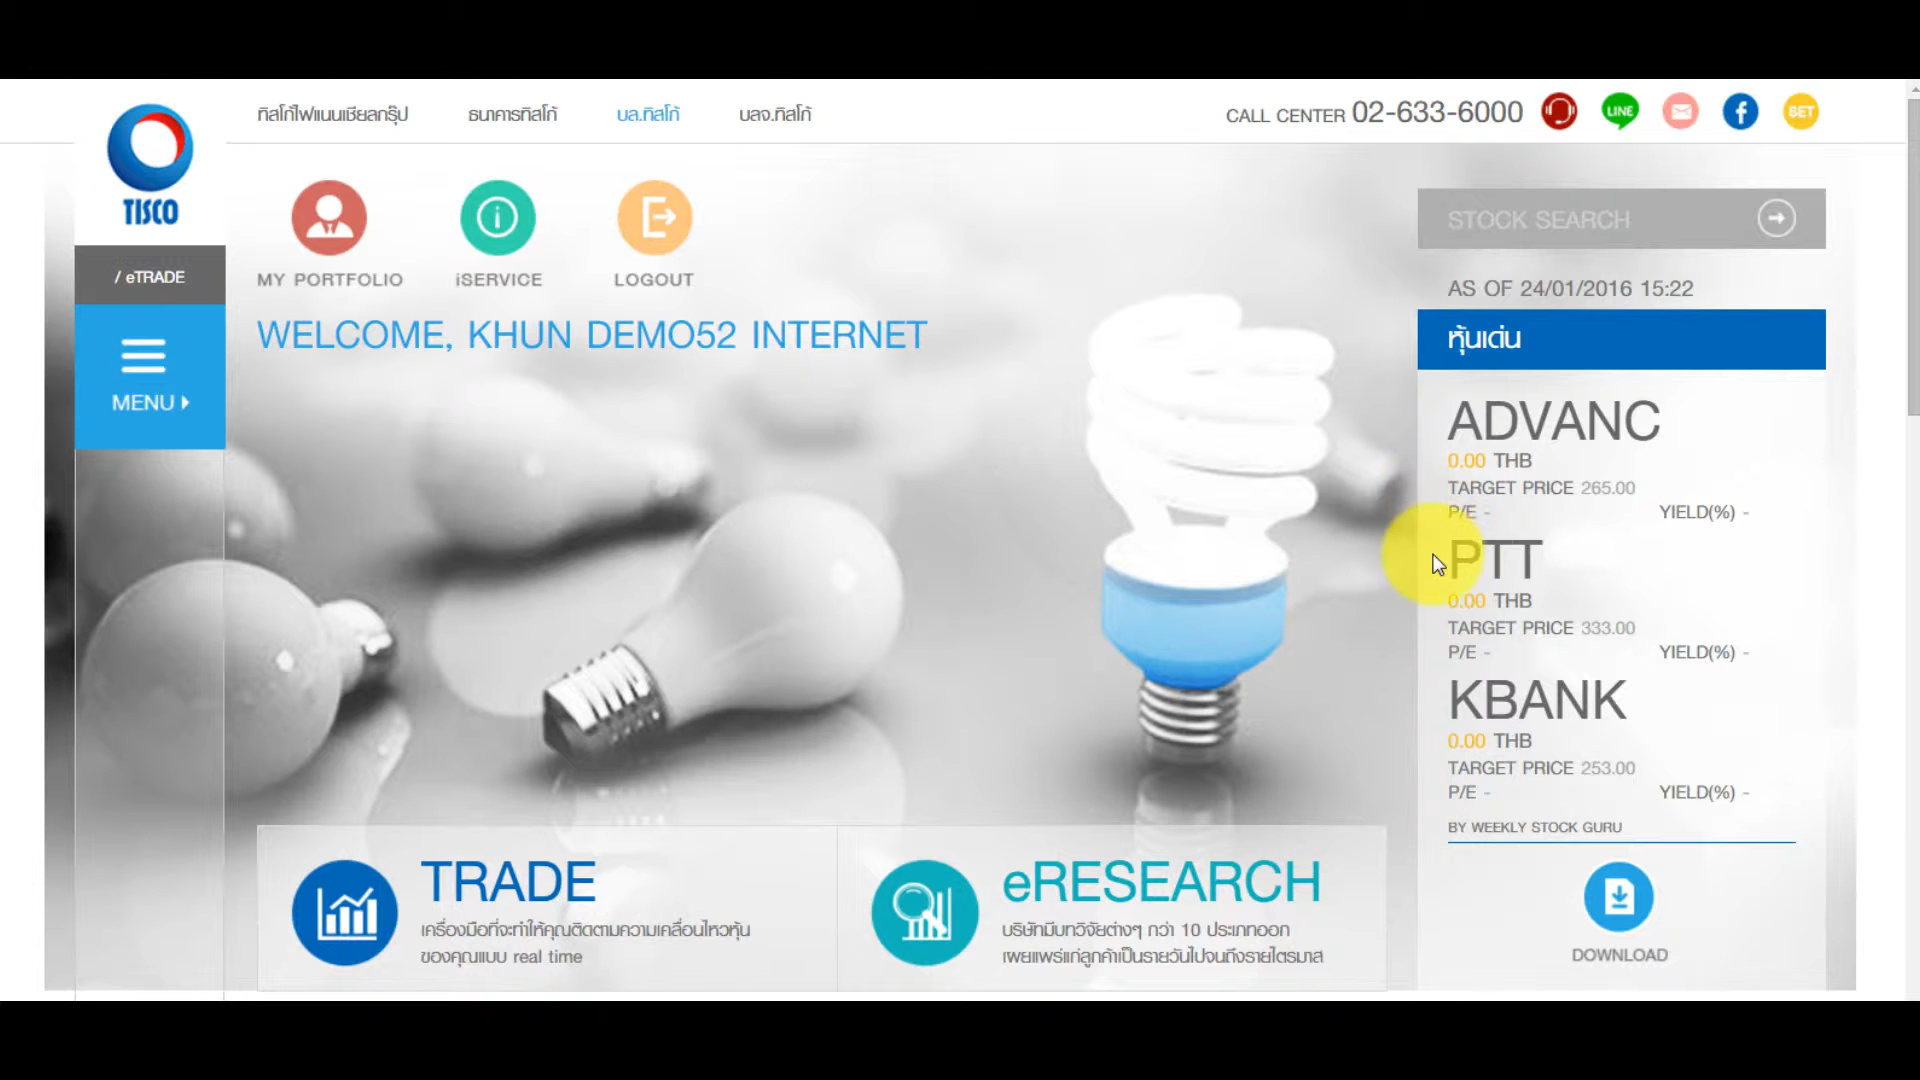 ทิสโก้ไฟแนนเชียลกรุ๊ป ธนาคารทิสโก้ บล.ทิสโก้ บลจ.ทิสโก้
CALL CENTER 02-633-6000 LINE f BET
TISCO
/ eTRADE
MENU
MY PORTFOLIO iSERVICE LOGOUT
WELCOME, KHUN DEMO52 INTERNET
STOCK SEARCH
AS OF 24/01/2016 15:22
หุ้นเด่น
ADVANC
0.00 THB
TARGET PRICE 265.00
P/E - YIELD(%) -
PTT
0.00 THB
TARGET PRICE 333.00
P/E - YIELD(%) -
KBANK
0.00 THB
TARGET PRICE 253.00
P/E - YIELD(%) -
BY WEEKLY STOCK GURU
DOWNLOAD
TRADE
เครื่องมือที่จะทำให้คุณติดตามความเคลื่อนไหวหุ้น
ของคุณแบบ real time
eRESEARCH
บริษัทมีบทวิจัยต่างๆ กว่า 10 ประเภทออก
เผยแพร่แก่ลูกค้าเป็นรายวันไปจนถึงรายไตรมาส